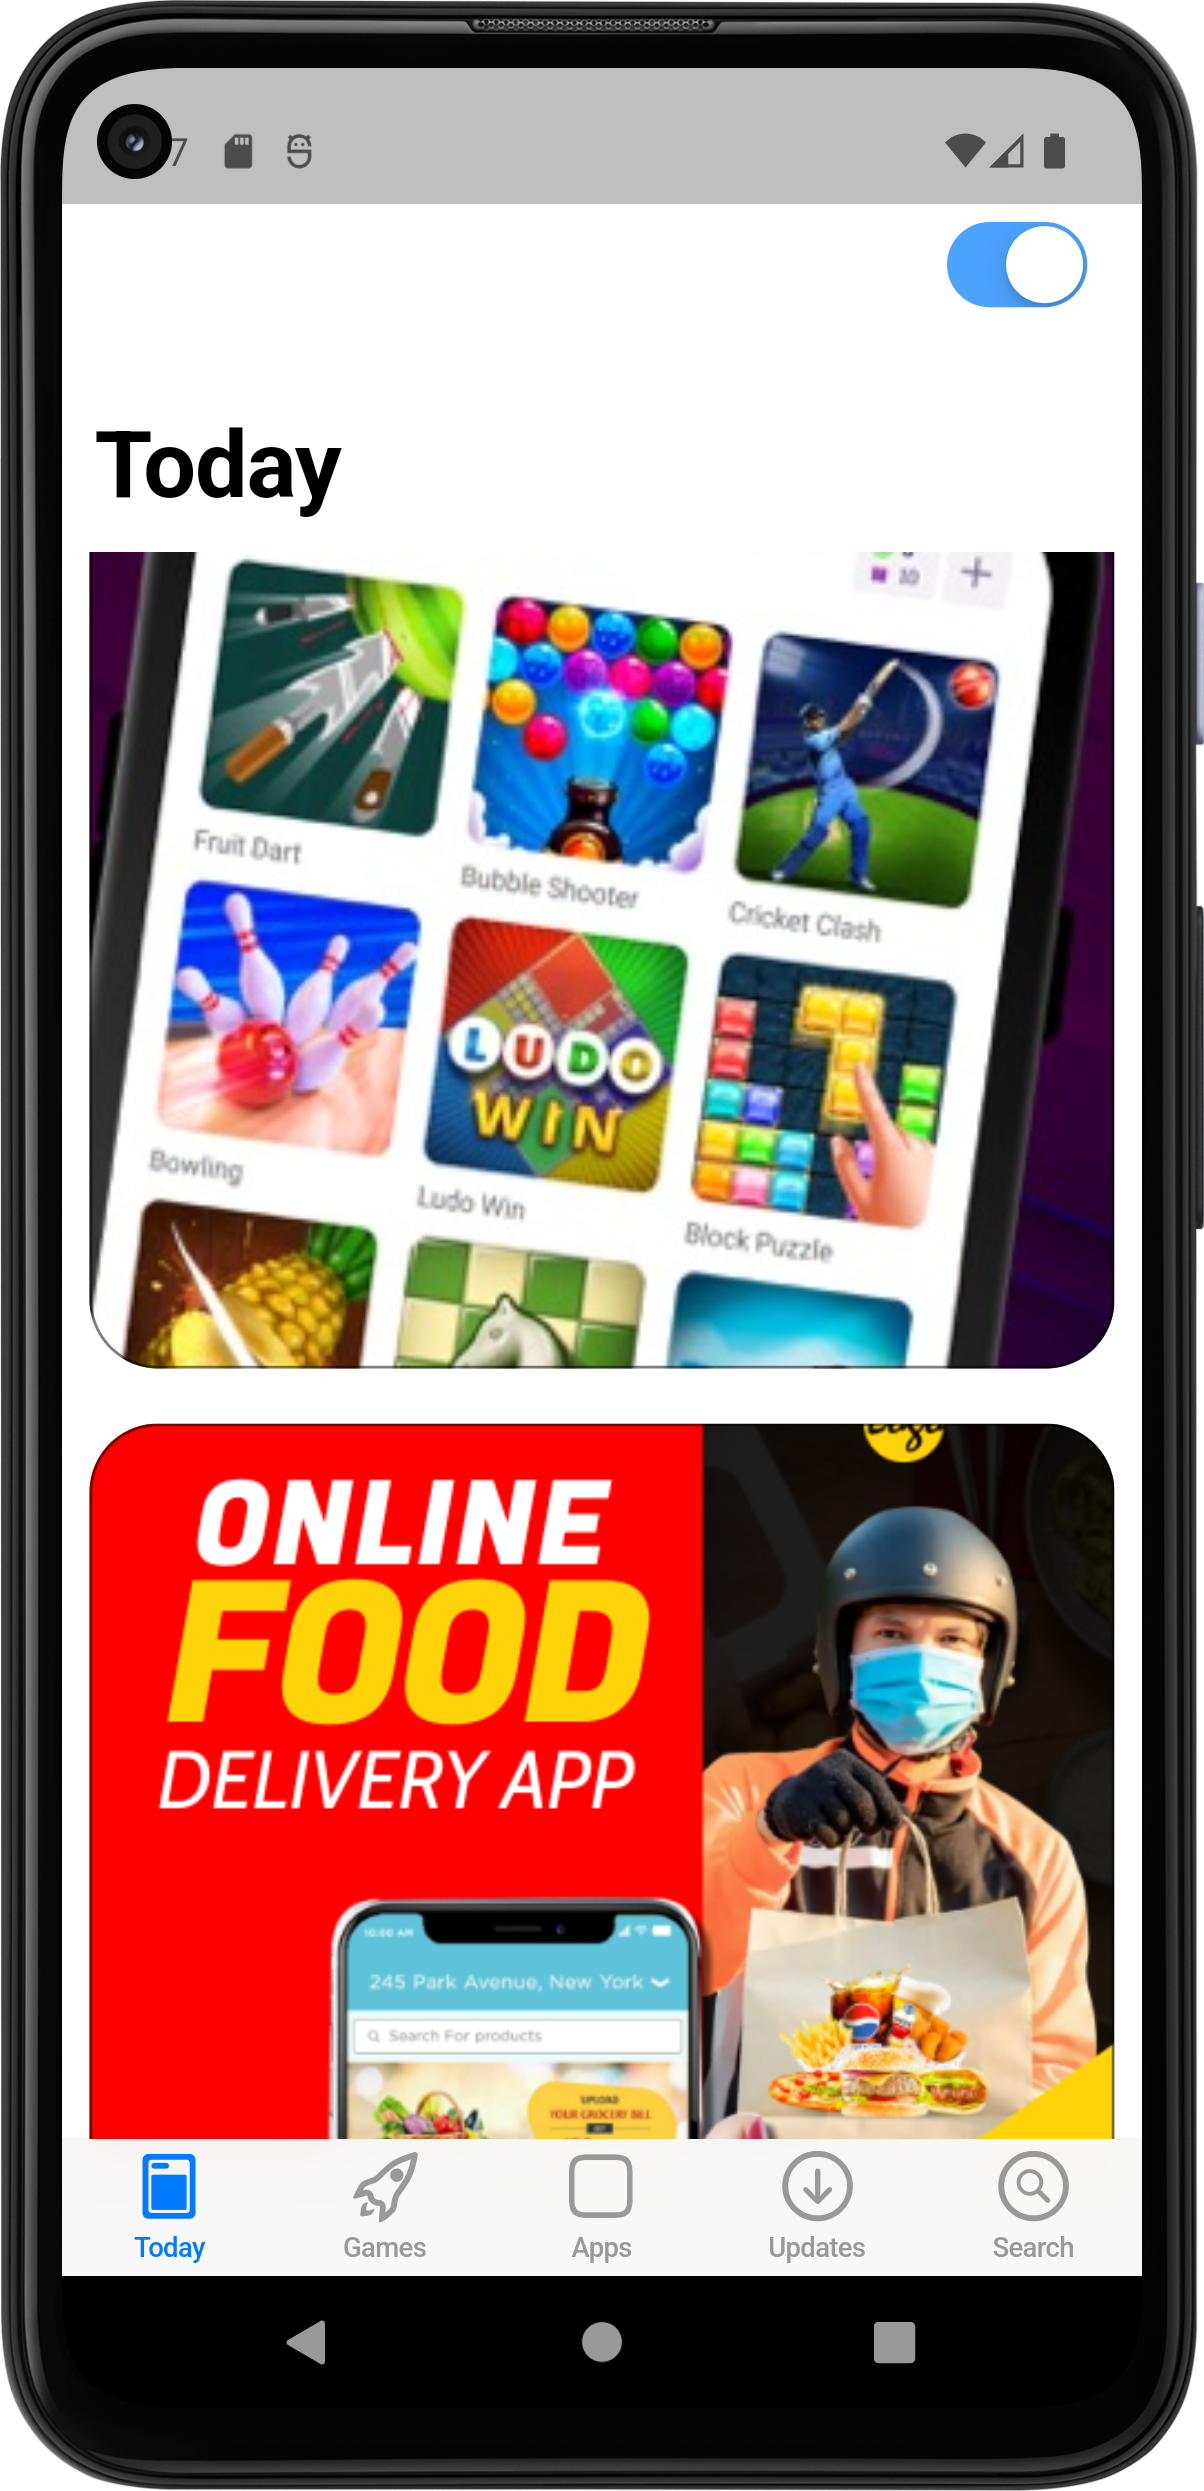 7
Today
10
Fruit Dart
Bubble Shooter
Cricket Clash
LUDO
WIN
Bowling
Ludo Win
Block Puzzle
ONLINE
FOOD
DELIVERY APP
10:00 AM
245 Park Avenue, New York
Search For products
UPLOAD
YOUR GROCERY BILL
Today
Games
Apps
Updates
Search